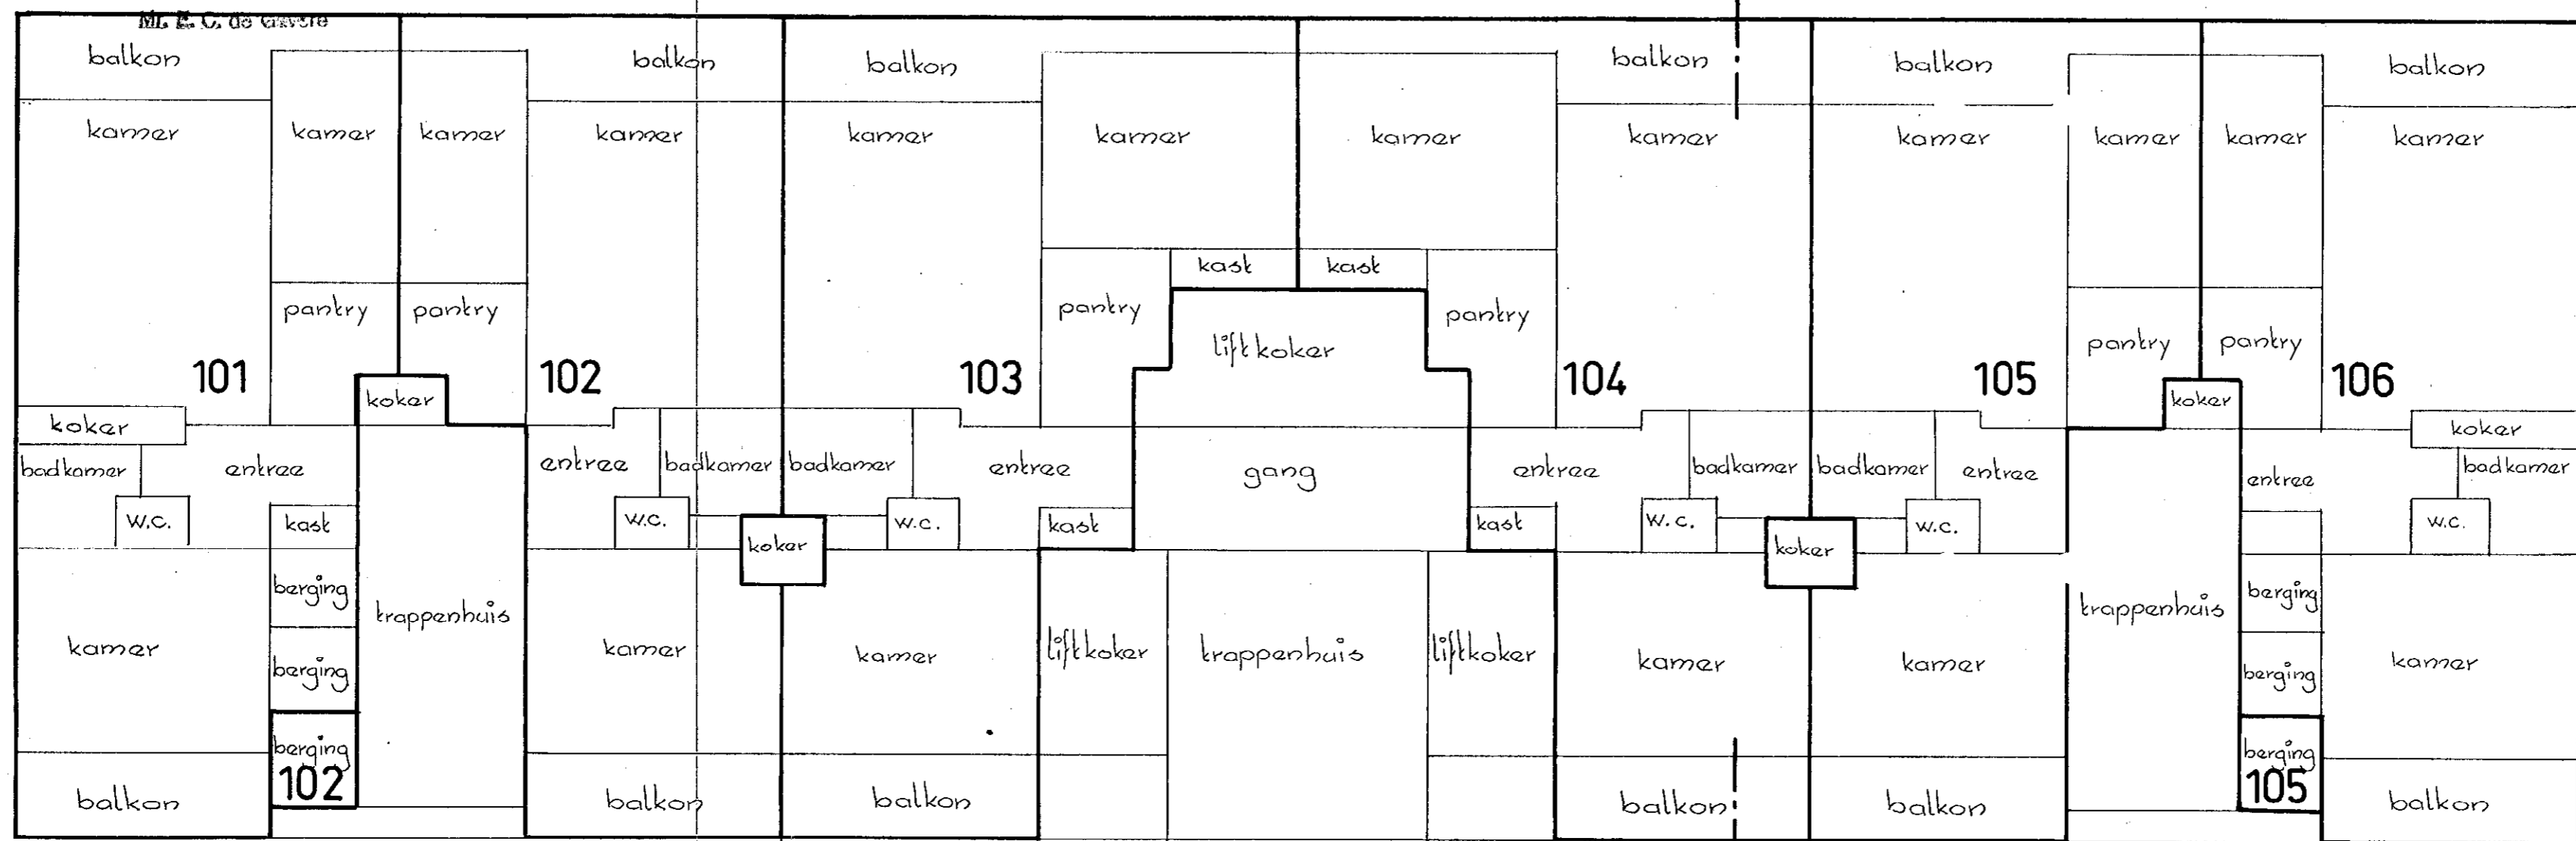 Mr. E. C. de
balkon balkon balkon balkon balkon balkon
kamer kamer kamer kamer kamer kamer kamer kamer kamer kamer kamer kamer
kast kast
pantry pantry pantry pantry pantry pantry
liftkoker
101 102 103 104 105 106
koker koker
koker koker
badkamer entree entree badkamer badkamer entree gang entree badkamer badkamer entree entree badkamer
w.c. kast w.c. w.c. kast kast w.c. w.c. w.c.
koker koker
berging berging
trappenhuis trappenhuis
kamer berging kamer kamer liftkoker trappenhuis liftkoker kamer kamer berging kamer
berging berging
102 105
balkon balkon balkon balkon balkon balkon